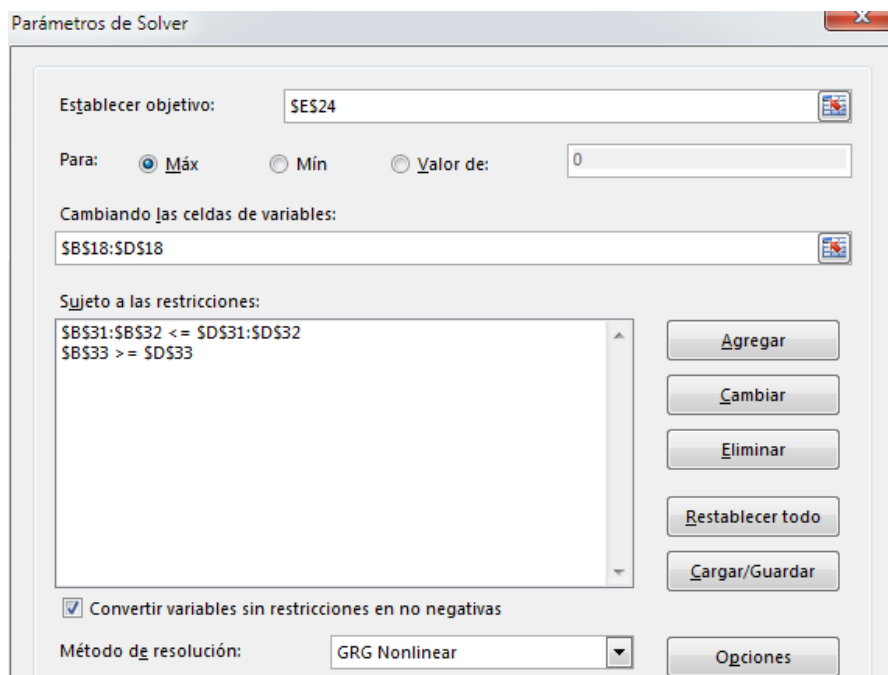 Parámetros de Solver
Establecer objetivo: $E$24
Para: Máx Mín Valor de: 0
Cambiando las celdas de variables:
$B$18:$D$18
Sujeto a las restricciones:
$B$31:$B$32 <= $D$31:$D$32
$B$33 >= $D$33
Agregar
Cambiar
Eliminar
Restablecer todo
Cargar/Guardar
Convertir variables sin restricciones en no negativas
Método de resolución: GRG Nonlinear Opciones